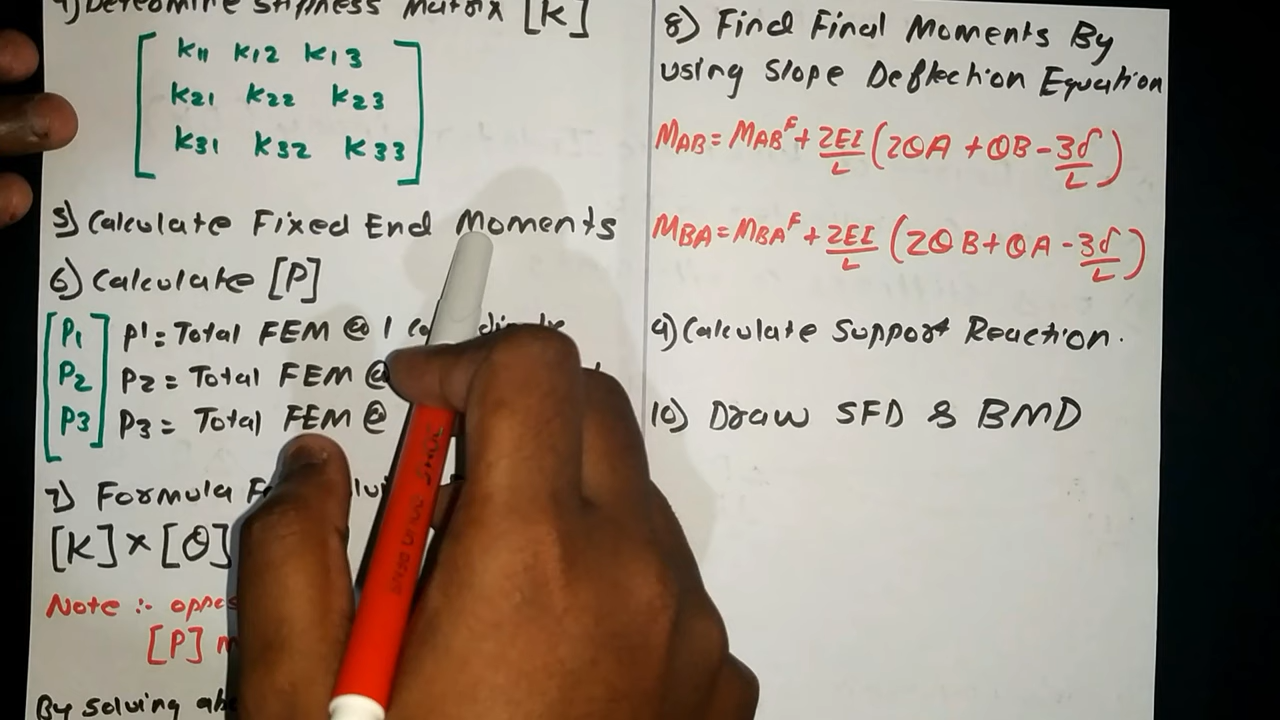 4) Determine Stiffness Matrix [K]
K11 K12 K13
K21 K22 K23
K31 K32 K33
5) Calculate Fixed End Moments
6) Calculate [P]
P1 P1 = Total FEM @ 1
P2 P2 = Total FEM @
P3 P3 = Total FEM @
7) Formula
[K] × [θ]
Note :-
[P]
By solving
8) Find Final Moments By
using Slope Deflection Equation
MAB = MAB^F + 2EI/L (2θA + θB - 3δ/L)
MBA = MBA^F + 2EI/L (2θB + θA - 3δ/L)
9) Calculate Support Reaction.
10) Draw SFD & BMD